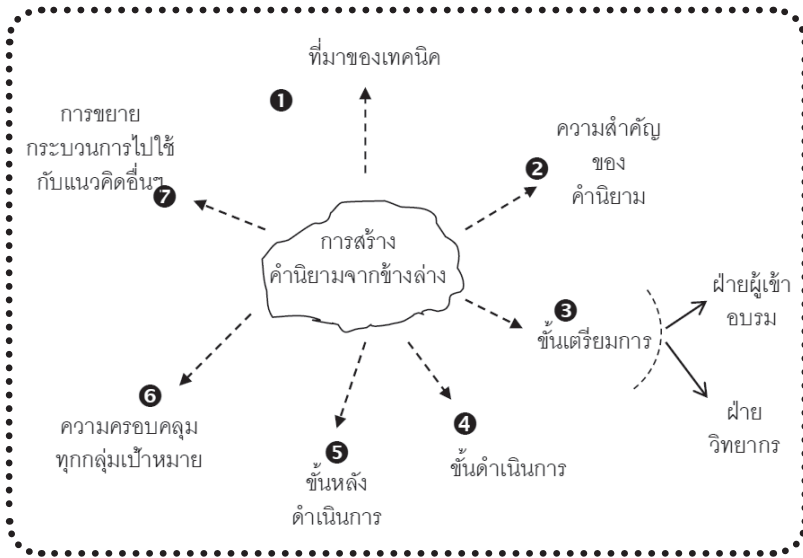 ที่มาของเทคนิค
❶
การขยาย
กระบวนการไปใช้
กับแนวคิดอื่นๆ
❼
ความสำคัญ
ของ
คำนิยาม
❷
การสร้าง
คำนิยามจากข้างล่าง
❸
ขั้นเตรียมการ
ฝ่ายผู้เข้า
อบรม
ฝ่าย
วิทยากร
❹
ขั้นดำเนินการ
❺
ขั้นหลัง
ดำเนินการ
❻
ความครอบคลุม
ทุกกลุ่มเป้าหมาย